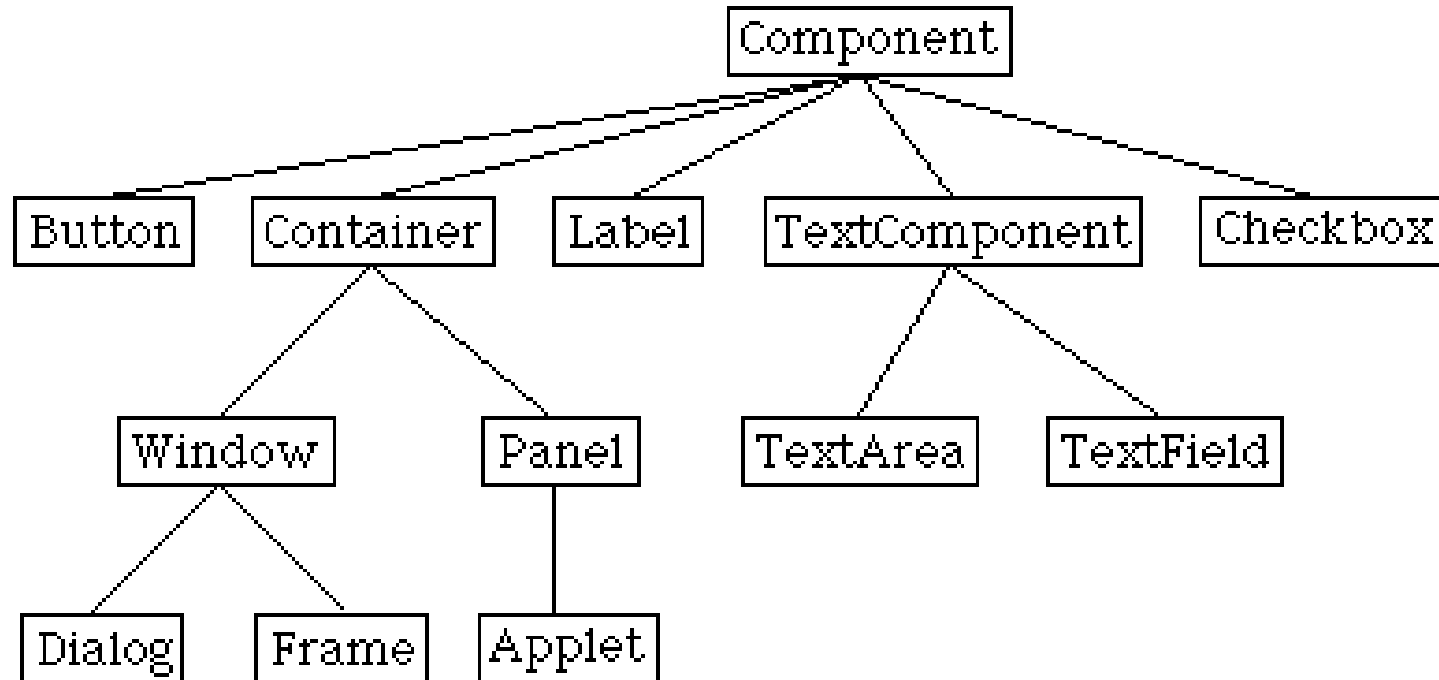 Component
Button
Container
Label
TextComponent
Checkbox
Window
Panel
TextArea
TextField
Dialog
Frame
Applet